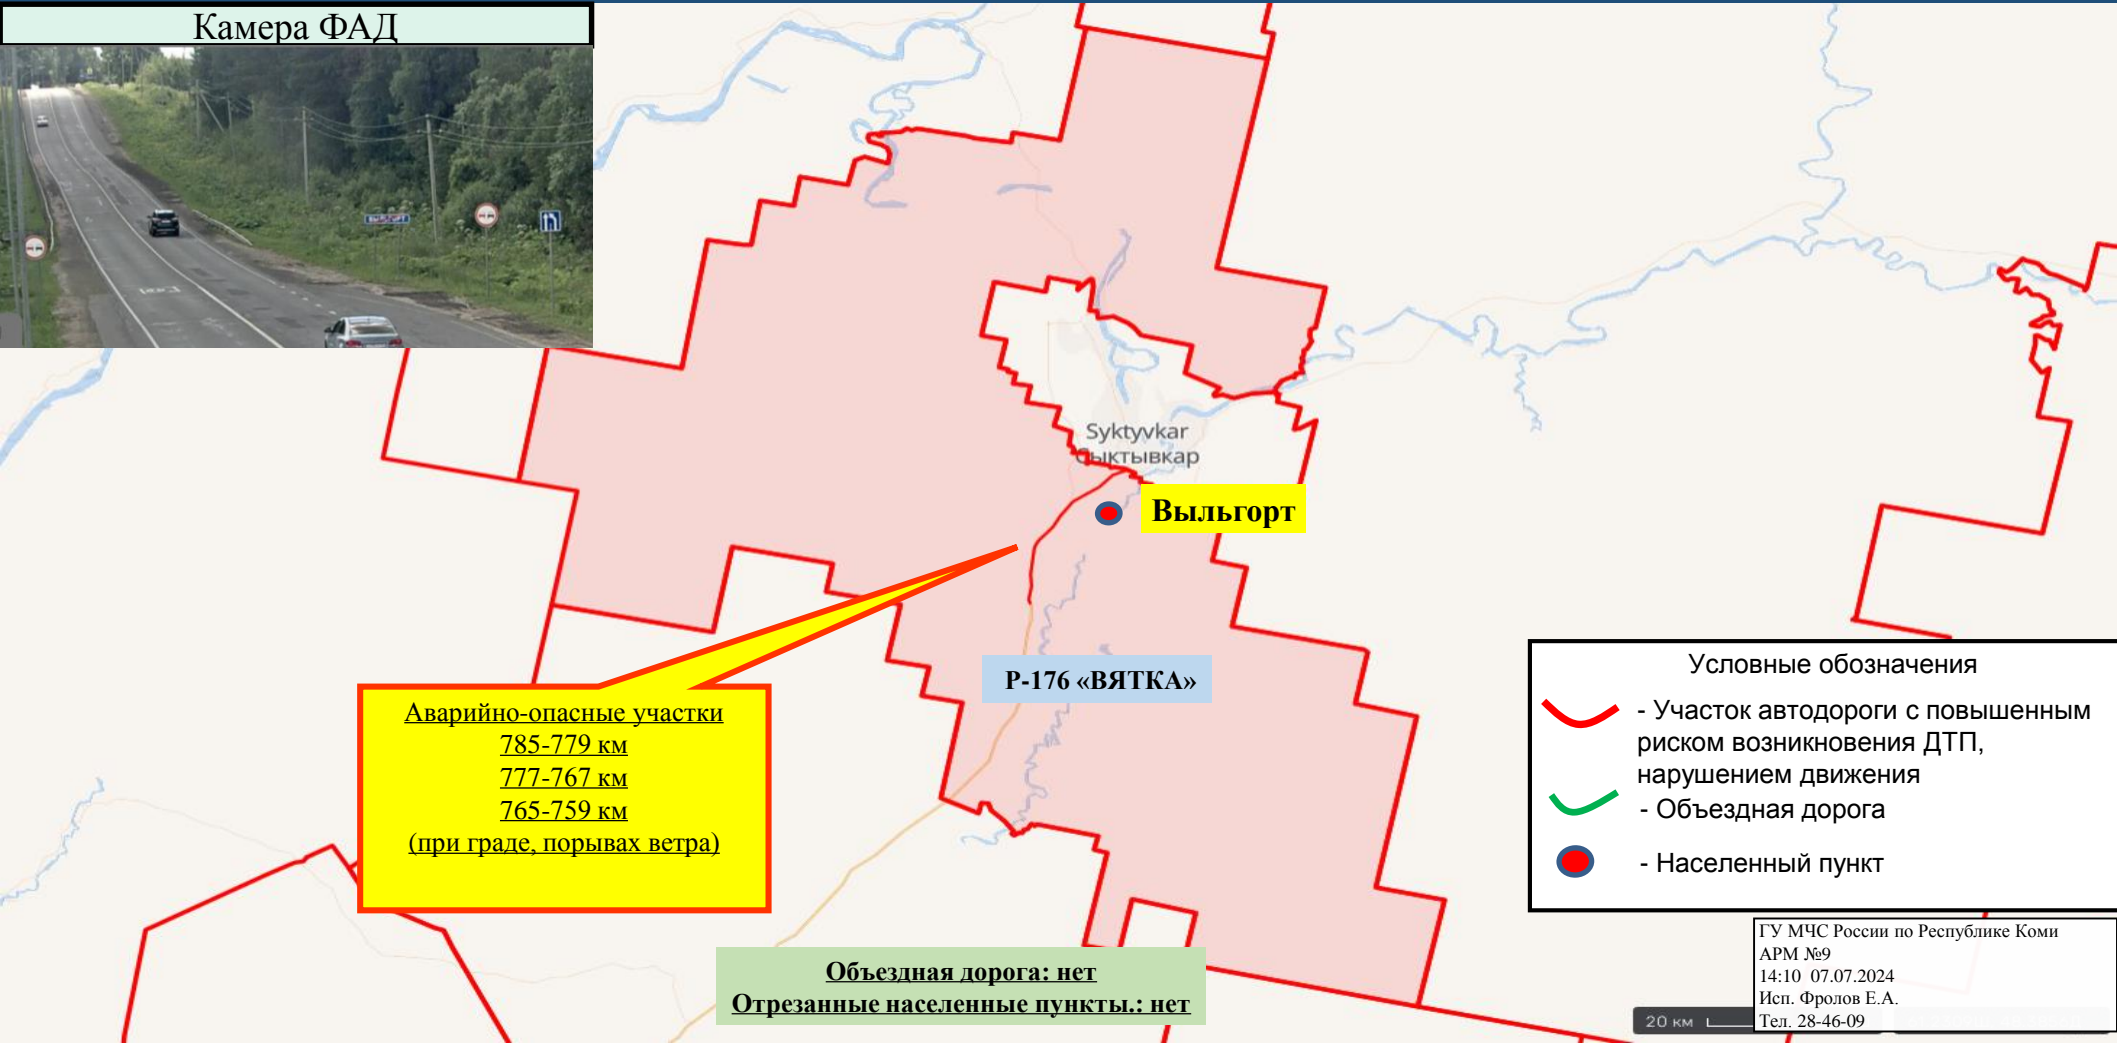 Камера ФАД
ВЫЛЬГОРТ
Syktyvkar
Сыктывкар
Выльгорт
Р-176 «ВЯТКА»
Аварийно-опасные участки
785-779 км
777-767 км
765-759 км
(при граде, порывах ветра)
Объездная дорога: нет
Отрезанные населенные пункты.: нет
Условные обозначения
- Участок автодороги с повышенным
риском возникновения ДТП,
нарушением движения
- Объездная дорога
- Населенный пункт
ГУ МЧС России по Республике Коми
АРМ №9
14:10 07.07.2024
Исп. Фролов Е.А.
Тел. 28-46-09
20 км